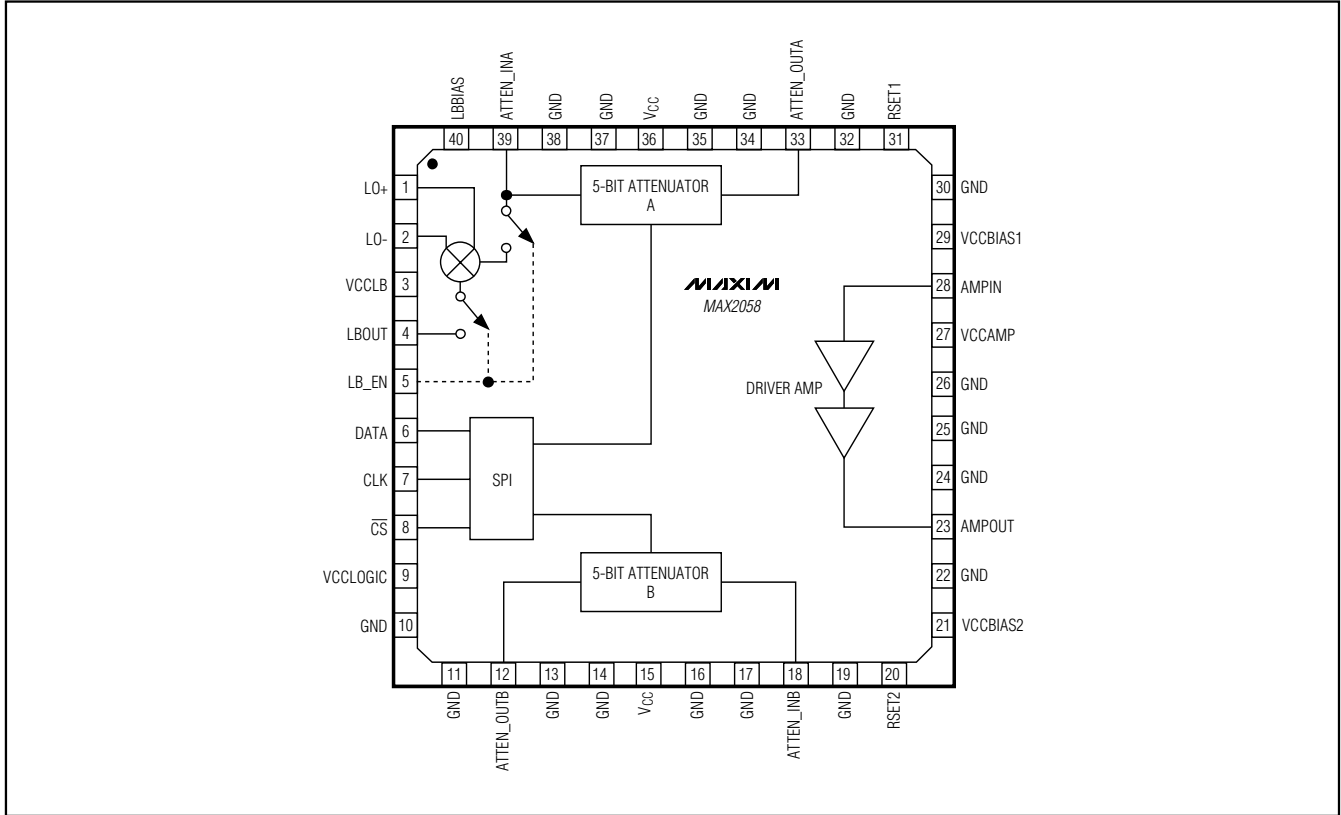 LBBIAS
ATTEN_INA
GND
GND
VCC
GND
GND
ATTEN_OUTA
GND
RSET1
40
39
38
37
36
35
34
33
32
31
LO+
1
LO-
2
VCCLB
3
LBOUT
4
LB_EN
5
DATA
6
CLK
7
CS
8
VCCLOGIC
9
GND
10
5-BIT ATTENUATOR
A
MAXIM
MAX2058
DRIVER AMP
SPI
5-BIT ATTENUATOR
B
30
GND
29
VCCBIAS1
28
AMPIN
27
VCCAMP
26
GND
25
GND
24
GND
23
AMPOUT
22
GND
21
VCCBIAS2
11
12
13
14
15
16
17
18
19
20
GND
ATTEN_OUTB
GND
GND
VCC
GND
GND
ATTEN_INB
GND
RSET2